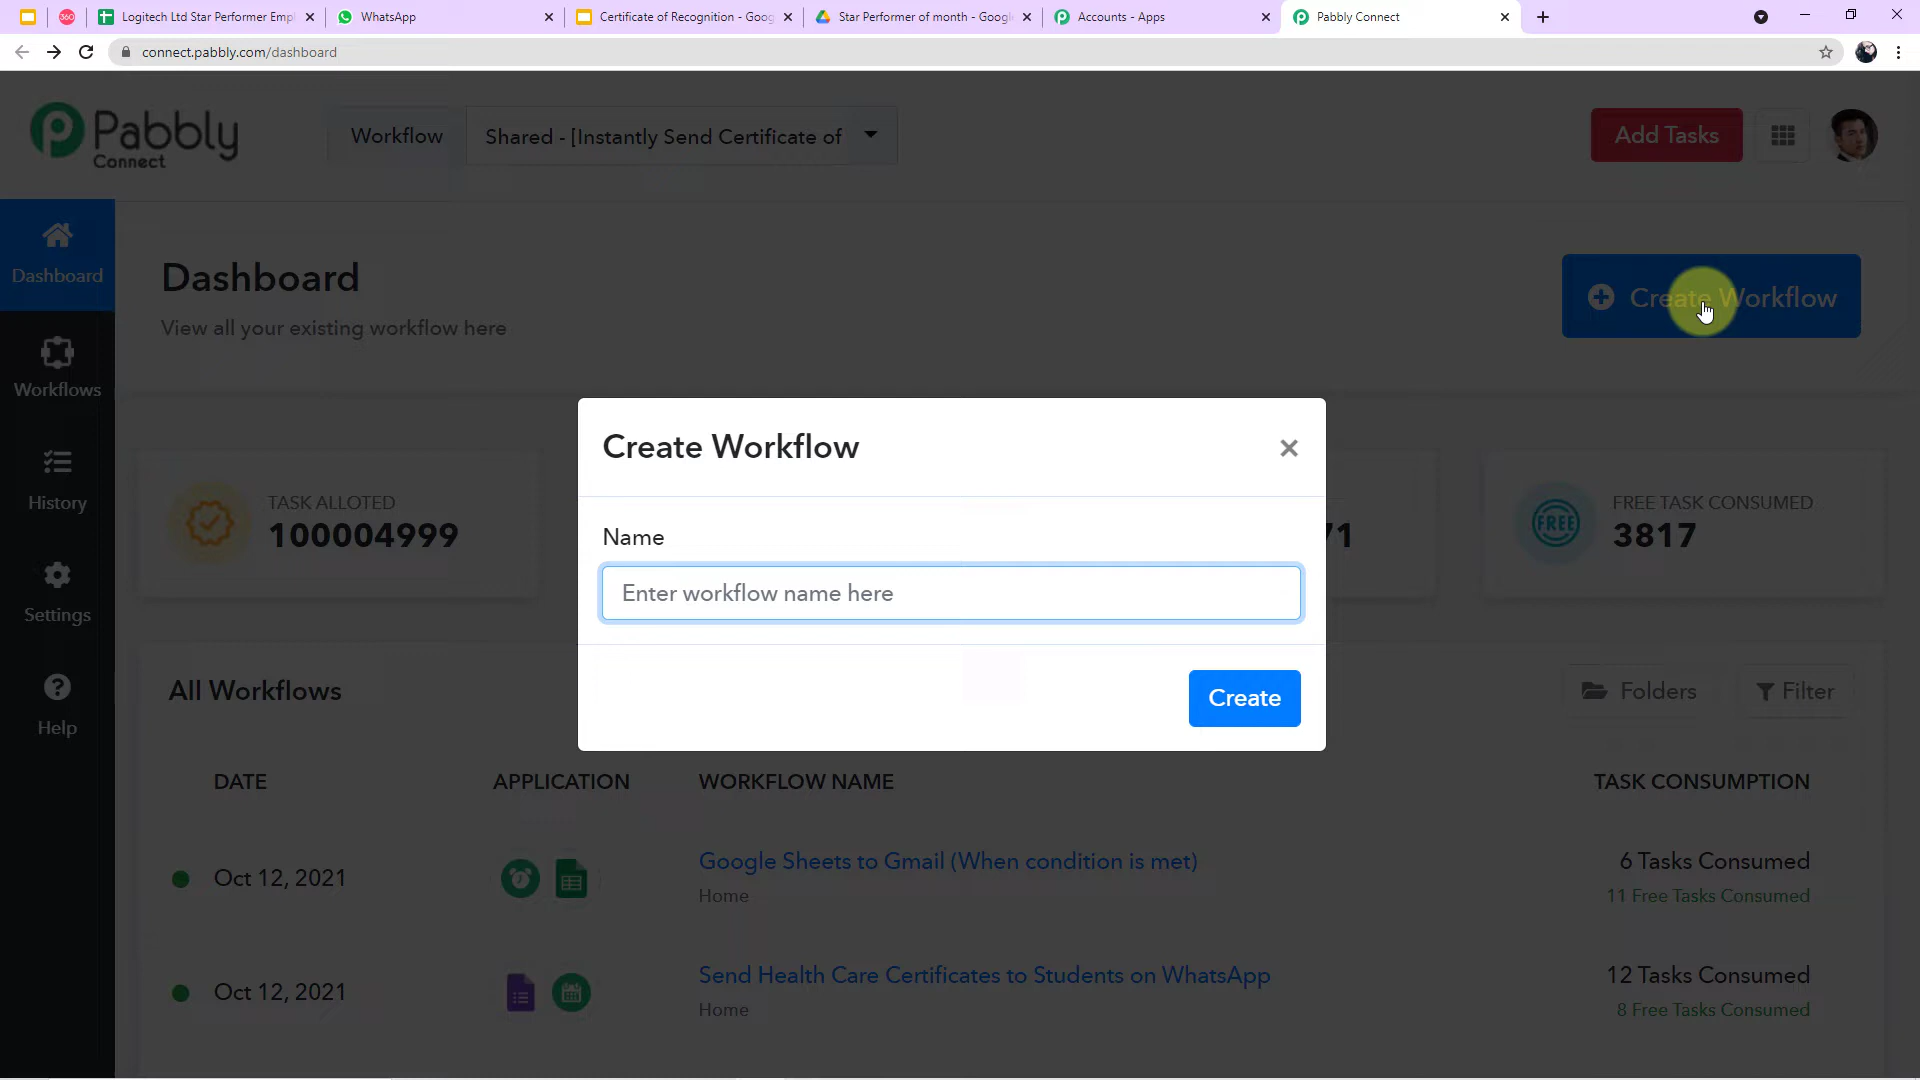 360
Logitech Ltd Star Performer Empl
WhatsApp
Certificate of Recognition - Goog
Star Performer of month - Google
Accounts - Apps
Pabbly Connect
connect.pabbly.com/dashboard
Pabbly
Connect
Workflow
Shared - [Instantly Send Certificate of
Add Tasks
Dashboard
Workflows
History
Settings
Help
Dashboard
View all your existing workflow here
Create Workflow
TASK ALLOTED
100004999
71
FREE
FREE TASK CONSUMED
3817
Create Workflow
Name
Enter workflow name here
Create
All Workflows
Folders
Filter
DATE APPLICATION WORKFLOW NAME TASK CONSUMPTION
Oct 12, 2021
Google Sheets to Gmail (When condition is met)
Home
6 Tasks Consumed
11 Free Tasks Consumed
Oct 12, 2021
Send Health Care Certificates to Students on WhatsApp
Home
12 Tasks Consumed
8 Free Tasks Consumed